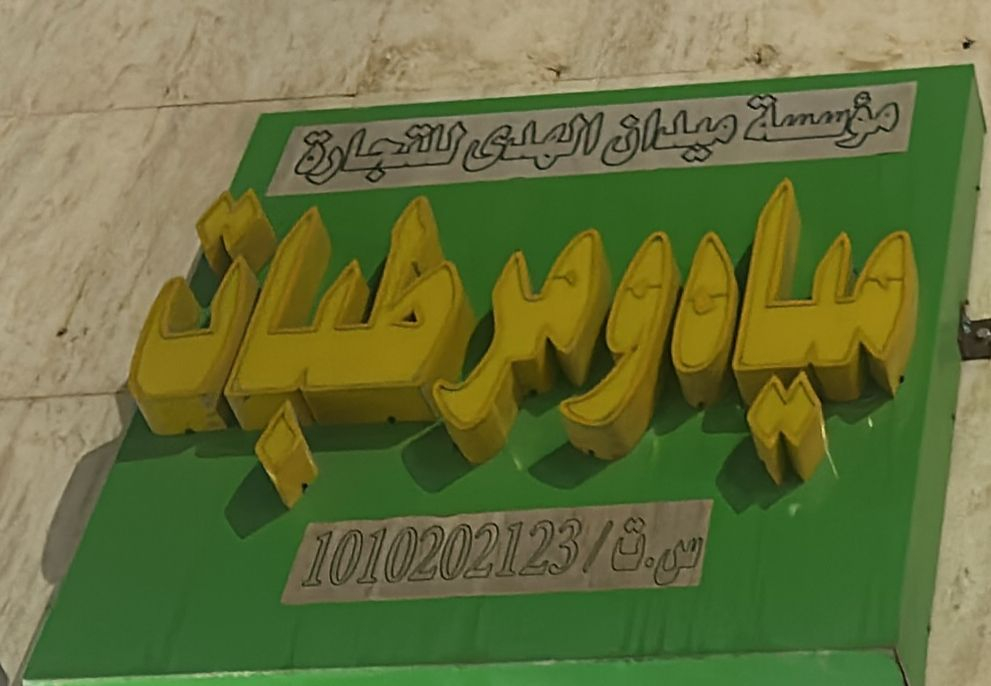 مؤسسة ميدان الهدى للتجارة
مياه ومرطبات
س.ت/1010202123